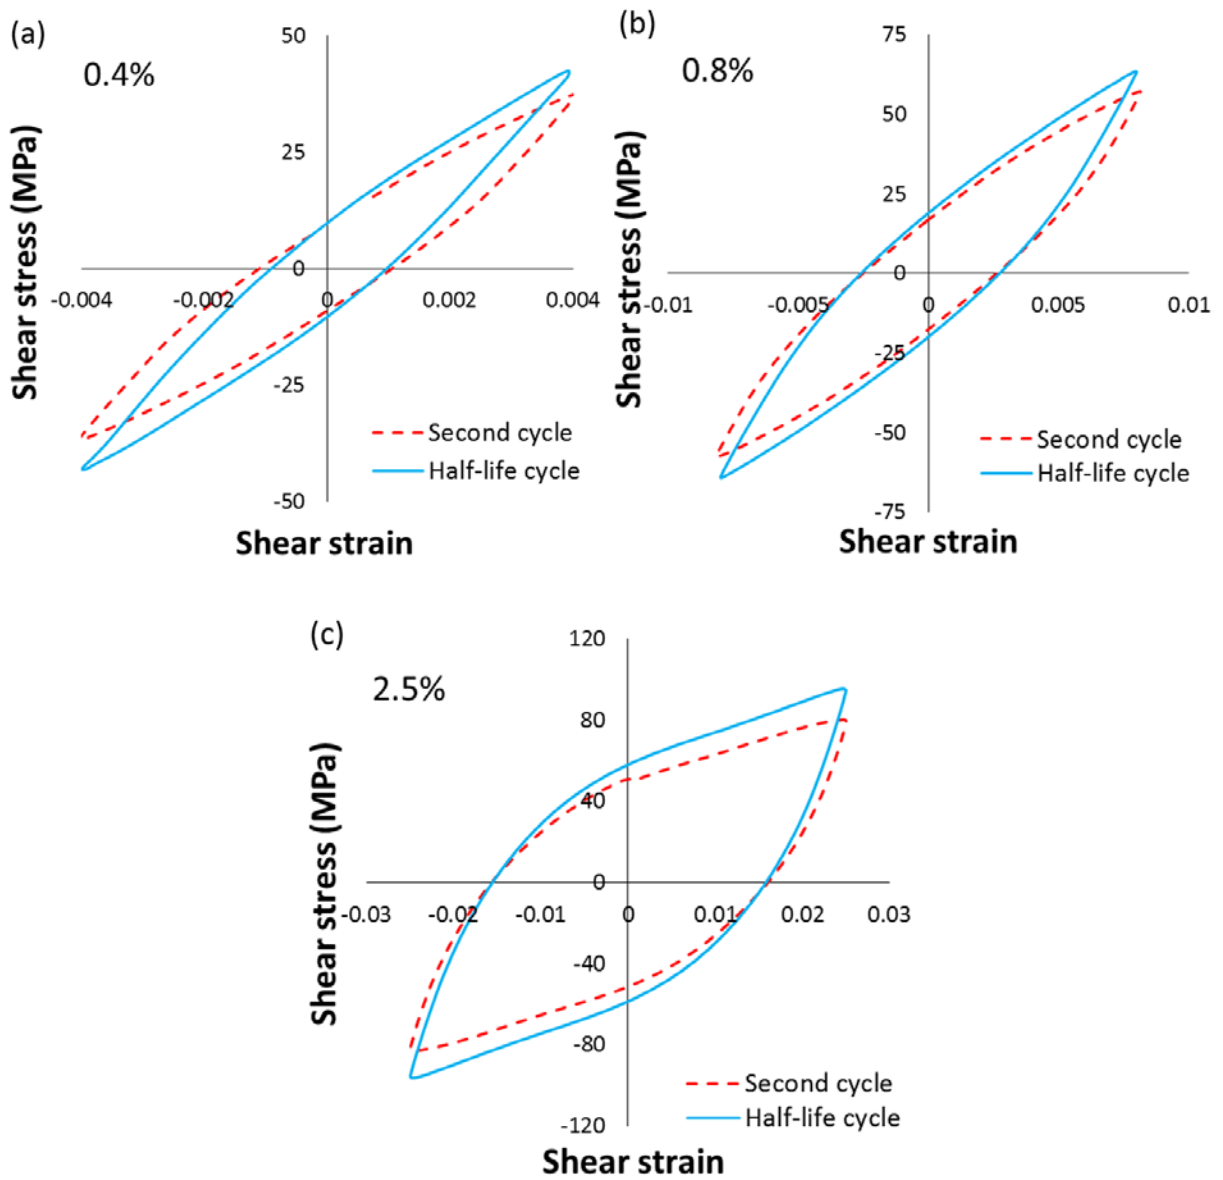 (a)
0.4%
50
25
0
-25
-50
-0.004
-0.002
0
0.002
0.004
Shear stress (MPa)
Second cycle
Half-life cycle
Shear strain
(b)
0.8%
75
50
25
0
-25
-50
-75
-0.01
-0.005
0
0.005
0.01
Shear stress (MPa)
Second cycle
Half-life cycle
Shear strain
(c)
2.5%
120
80
40
0
-40
-80
-120
-0.03
-0.02
-0.01
0
0.01
0.02
0.03
Shear stress (MPa)
Second cycle
Half-life cycle
Shear strain